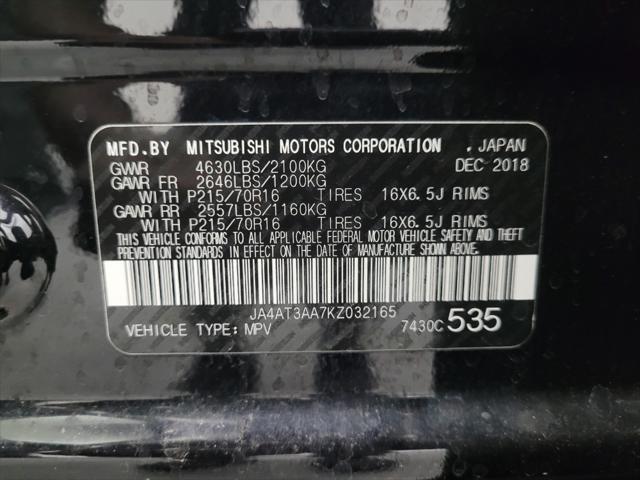 MFD.BY MITSUBISHI MOTORS CORPORATION , JAPAN
GVWR 4630LBS/2100KG DEC 2018
GAWR FR 2646LBS/1200KG
WITH P215/70R16 TIRES 16X6.5J RIMS
GAWR RR 2557LBS/1160KG
WITH P215/70R16 TIRES 16X6.5J RIMS
THIS VEHICLE CONFORMS TO ALL APPLICABLE FEDERAL MOTOR VEHICLE SAFETY AND THEFT
PREVENTION STANDARDS IN EFFECT ON THE DATE OF MANUFACTURE SHOWN ABOVE.
JA4AT3AA7KZ032165
VEHICLE TYPE:MPV 7430C 535